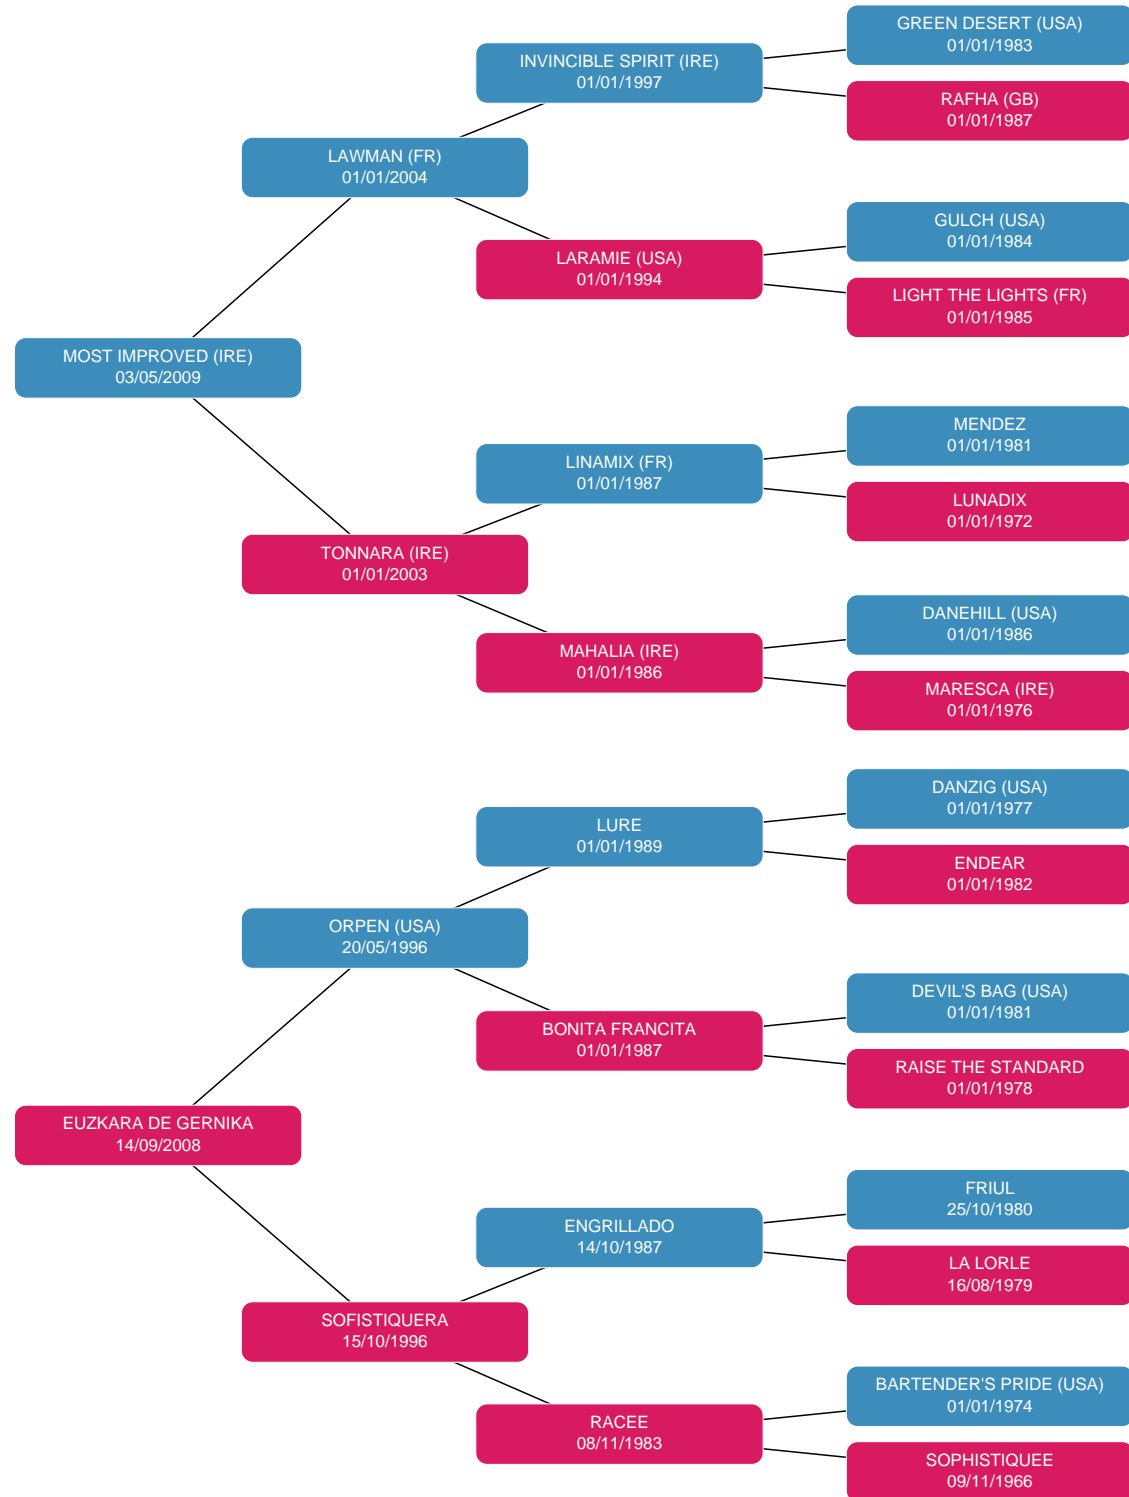 GREEN DESERT (USA)
01/01/1983
INVINCIBLE SPIRIT (IRE)
01/01/1997
RAFHA (GB)
01/01/1987
LAWMAN (FR)
01/01/2004
GULCH (USA)
01/01/1984
LARAMIE (USA)
01/01/1994
LIGHT THE LIGHTS (FR)
01/01/1985
MOST IMPROVED (IRE)
03/05/2009
MENDEZ
01/01/1981
LINAMIX (FR)
01/01/1987
LUNADIX
01/01/1972
TONNARA (IRE)
01/01/2003
DANEHILL (USA)
01/01/1986
MAHALIA (IRE)
01/01/1986
MARESCA (IRE)
01/01/1976
DANZIG (USA)
01/01/1977
LURE
01/01/1989
ENDEAR
01/01/1982
ORPEN (USA)
20/05/1996
DEVIL'S BAG (USA)
01/01/1981
BONITA FRANCITA
01/01/1987
RAISE THE STANDARD
01/01/1978
EUZKARA DE GERNIKA
14/09/2008
FRIUL
25/10/1980
ENGRILLADO
14/10/1987
LA LORLE
16/08/1979
SOFISTIQUERA
15/10/1996
BARTENDER'S PRIDE (USA)
01/01/1974
RACEE
08/11/1983
SOPHISTIQUEE
09/11/1966